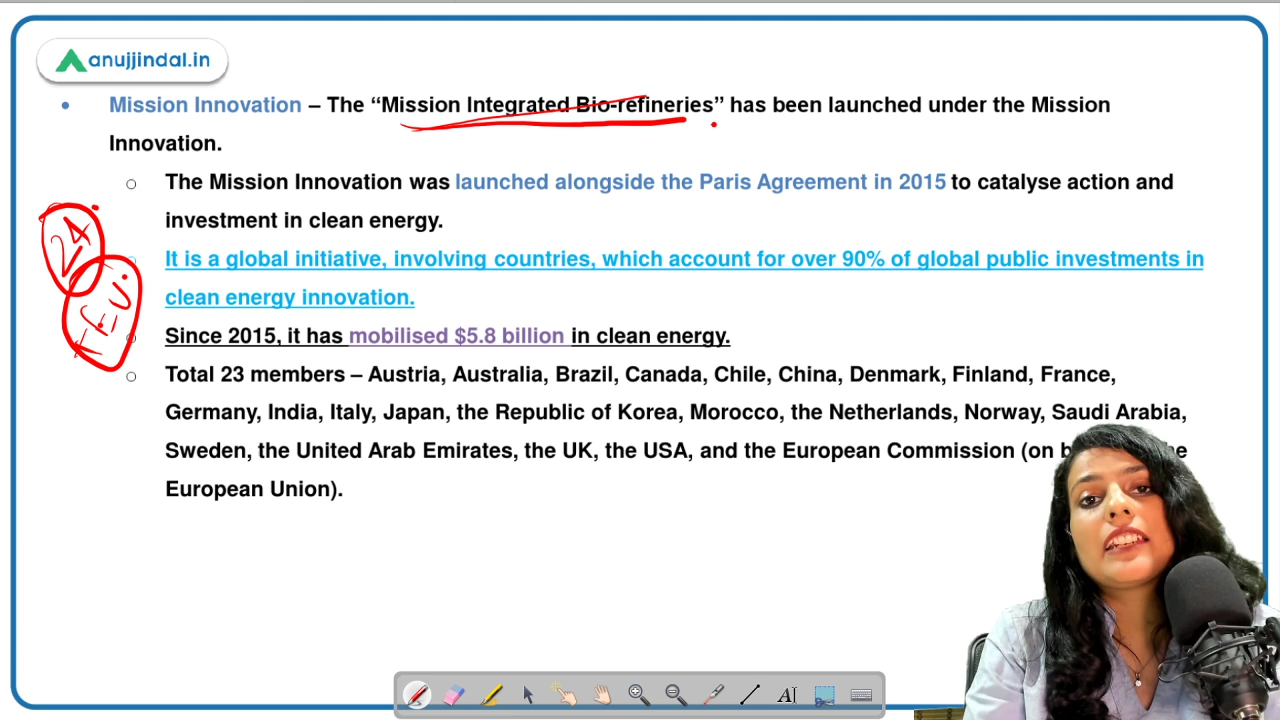 anujjindal.in
• Mission Innovation – The “Mission Integrated Bio-refineries” has been launched under the Mission
Innovation.
○ The Mission Innovation was launched alongside the Paris Agreement in 2015 to catalyse action and
investment in clean energy.
24
○ It is a global initiative, involving countries, which account for over 90% of global public investments in
clean energy innovation.
○ Since 2015, it has mobilised $5.8 billion in clean energy.
○ Total 23 members – Austria, Australia, Brazil, Canada, Chile, China, Denmark, Finland, France,
Germany, India, Italy, Japan, the Republic of Korea, Morocco, the Netherlands, Norway, Saudi Arabia,
Sweden, the United Arab Emirates, the UK, the USA, and the European Commission (on
European Union).